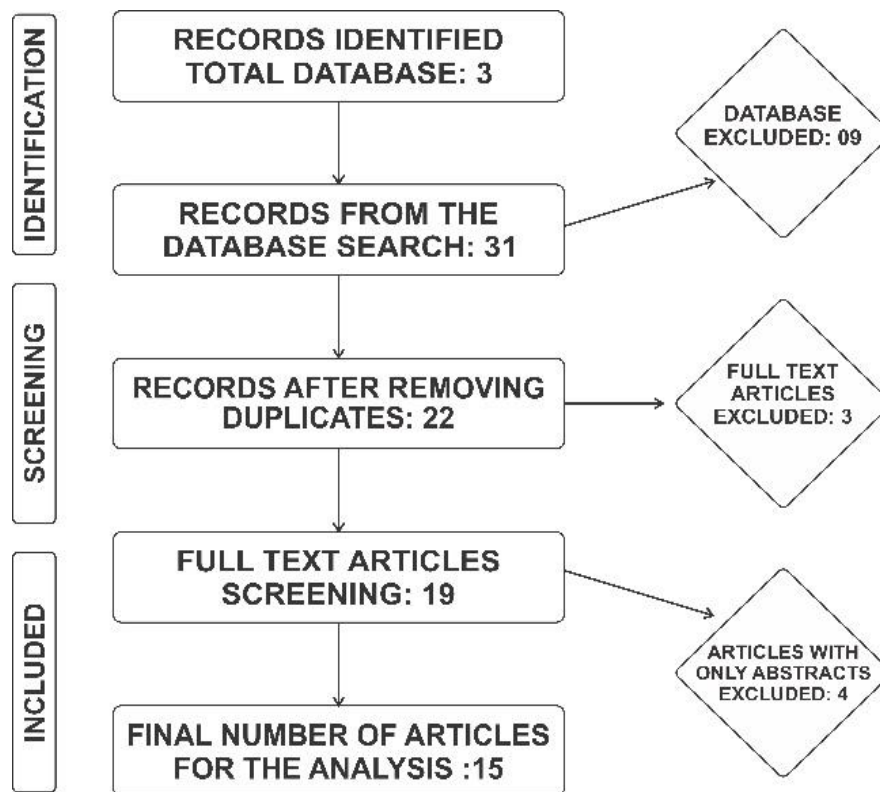 IDENTIFICATION
RECORDS IDENTIFIED
TOTAL DATABASE: 3
DATABASE
EXCLUDED: 09
RECORDS FROM THE
DATABASE SEARCH: 31
SCREENING
RECORDS AFTER REMOVING
DUPLICATES: 22
FULL TEXT
ARTICLES
EXCLUDED: 3
INCLUDED
FULL TEXT ARTICLES
SCREENING: 19
ARTICLES WITH
ONLY ABSTRACTS
EXCLUDED: 4
FINAL NUMBER OF ARTICLES
FOR THE ANALYSIS :15